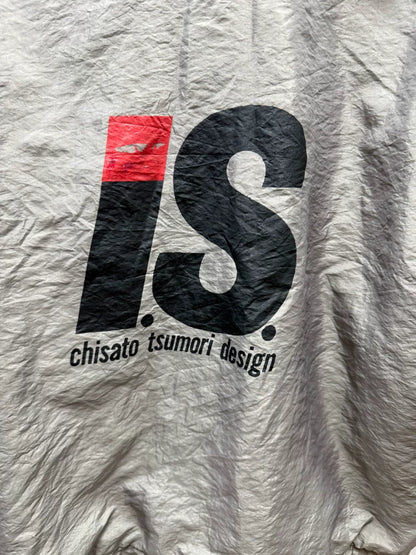 I.S.
chisato tsumori design